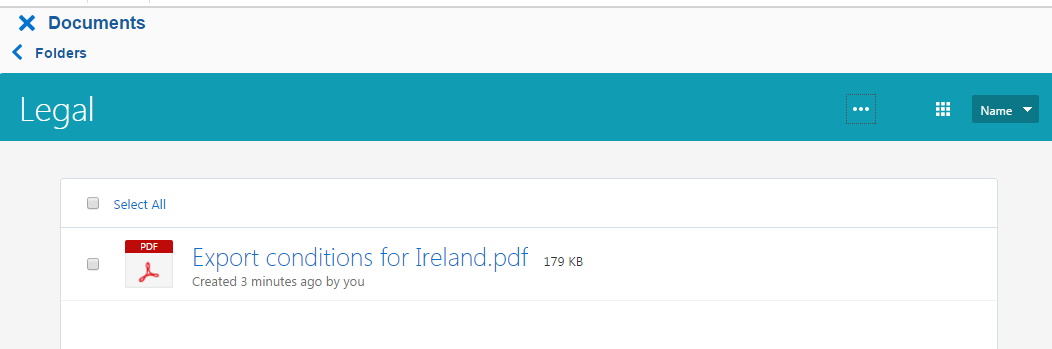 Documents
Folders
Legal
Name
Select All
PDF
Export conditions for Ireland.pdf 179 KB
Created 3 minutes ago by you